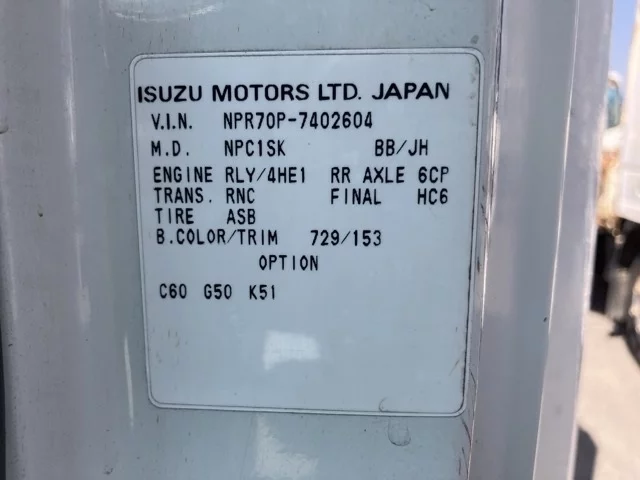 ISUZU MOTORS LTD. JAPAN
V.I.N. NPR70P-7402604
M.D. NPC1SK BB/JH
ENGINE RLY/4HE1 RR AXLE 6CP
TRANS. RNC FINAL HC6
TIRE ASB
B.COLOR/TRIM 729/153
OPTION
C60 G50 K51